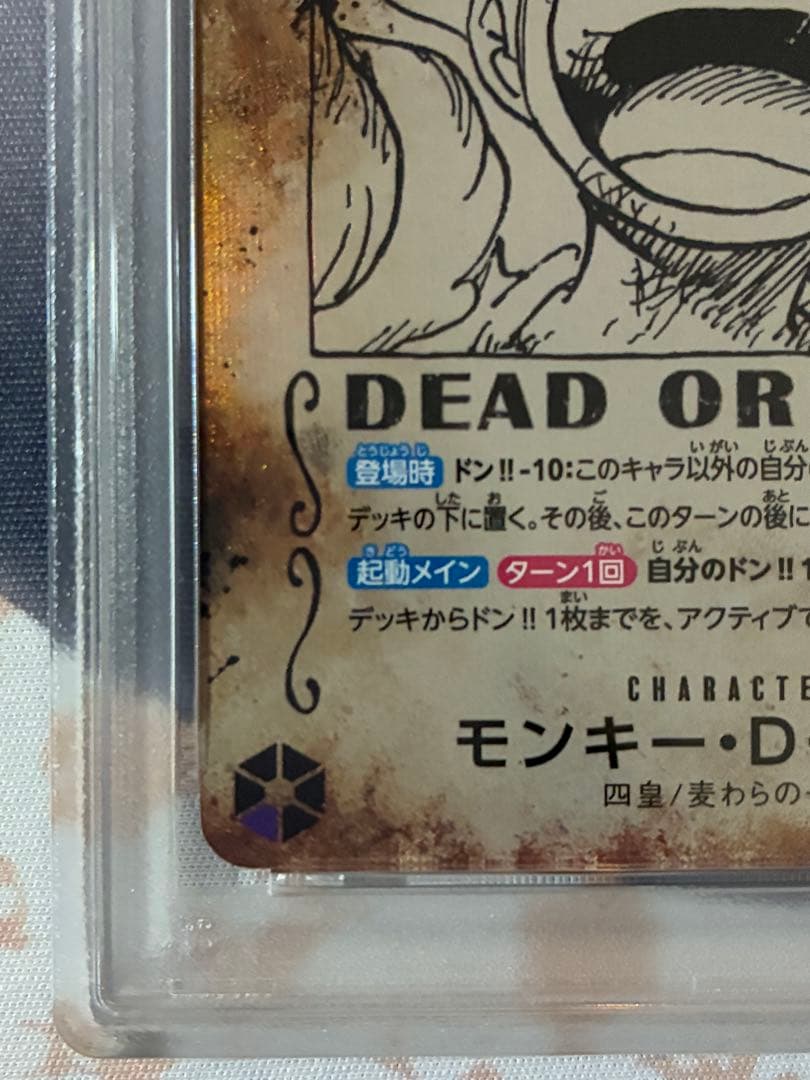 DEAD OR
登場時 ドン!!-10:このキャラ以外の自分
デッキの下に置く。その後、このターンの後に
起動メイン ターン1回 自分のドン!!1
デッキからドン!!1枚までを、アクティブで
CHARACTE
モンキー・D・
四皇/麦わらの一